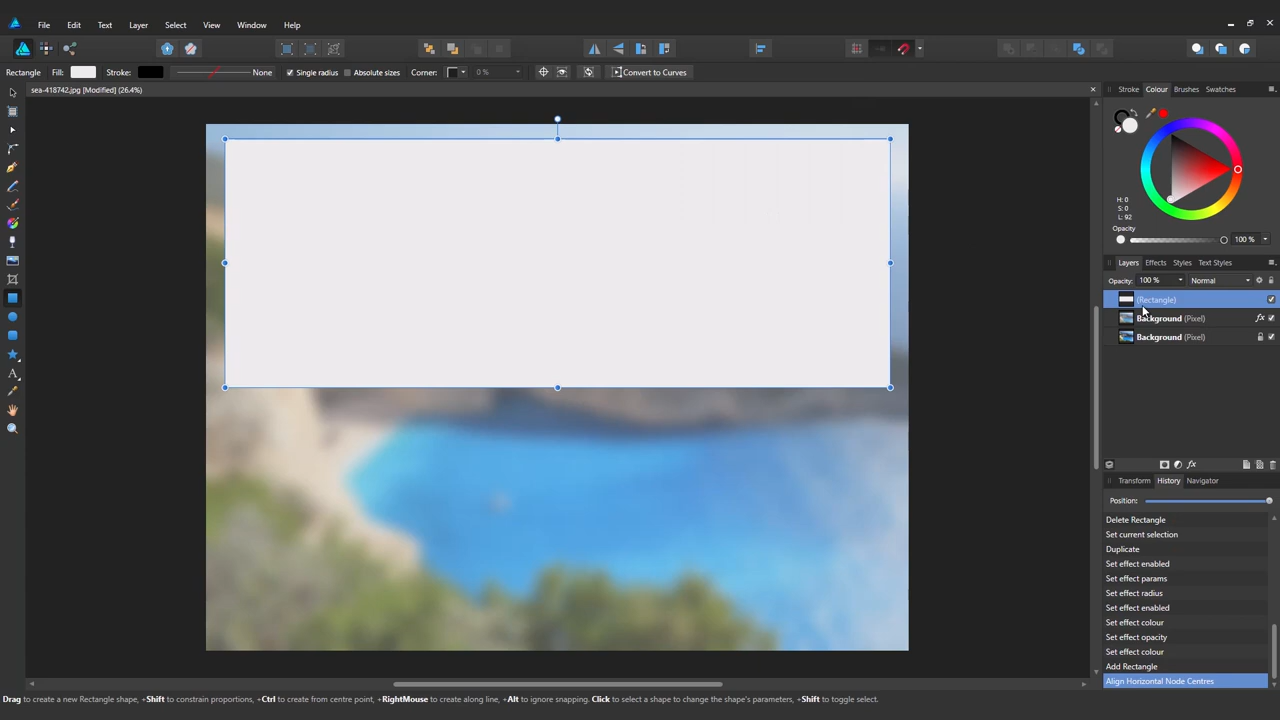 File Edit Text Layer Select View Window Help
Rectangle Fill: Stroke: None Single radius Absolute sizes Corner: 0 % Convert to Curves
sea-418742.jpg [Modified] (26.4%)
Stroke Colour Brushes Swatches
H: 0
S: 0
L: 92
Opacity
100 %
Layers Effects Styles Text Styles
Opacity: 100 % Normal
(Rectangle)
Background (Pixel) fx
Background (Pixel)
fx
Transform History Navigator
Position:
Delete Rectangle
Set current selection
Duplicate
Set effect enabled
Set effect params
Set effect radius
Set effect enabled
Set effect colour
Set effect opacity
Set effect colour
Add Rectangle
Align Horizontal Node Centres
Drag to create a new Rectangle shape, +Shift to constrain proportions, +Ctrl to create from centre point, +RightMouse to create along line, +Alt to ignore snapping. Click to select a shape to change the shape's parameters, +Shift to toggle select.